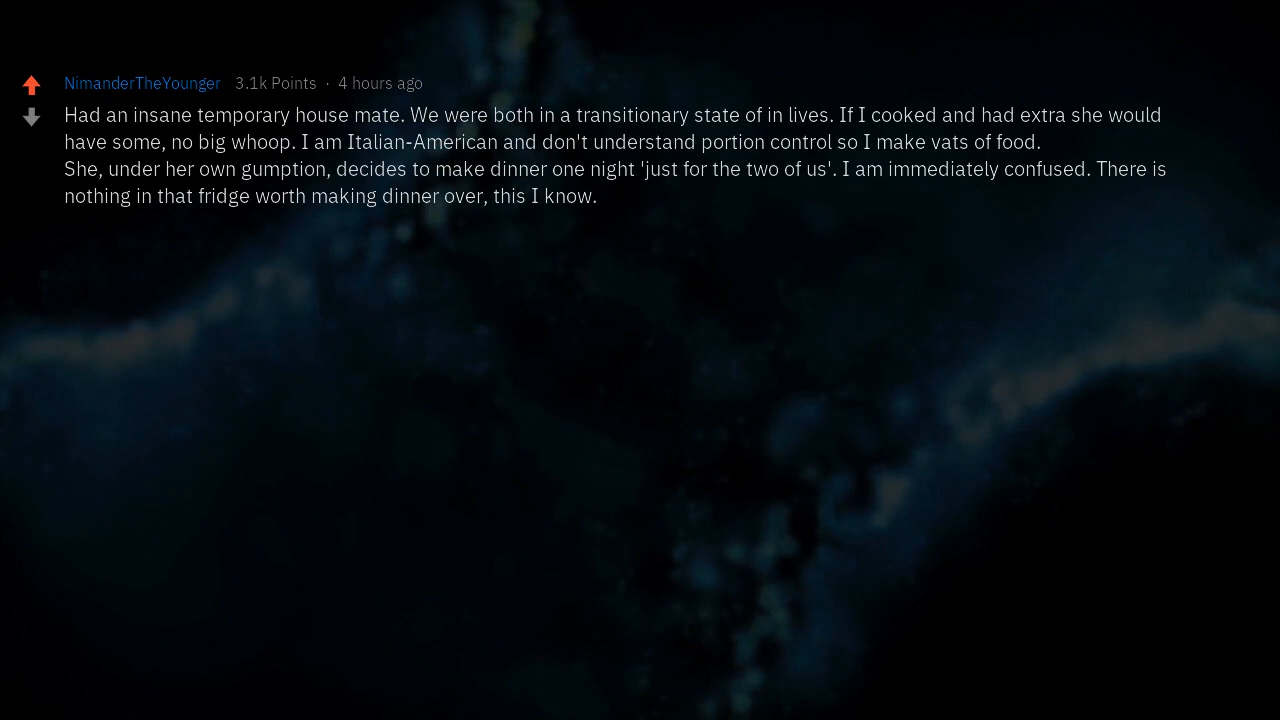 NimanderTheYounger 3.1k Points · 4 hours ago
Had an insane temporary house mate. We were both in a transitionary state of in lives. If I cooked and had extra she would
have some, no big whoop. I am Italian-American and don't understand portion control so I make vats of food.
She, under her own gumption, decides to make dinner one night 'just for the two of us'. I am immediately confused. There is
nothing in that fridge worth making dinner over, this I know.